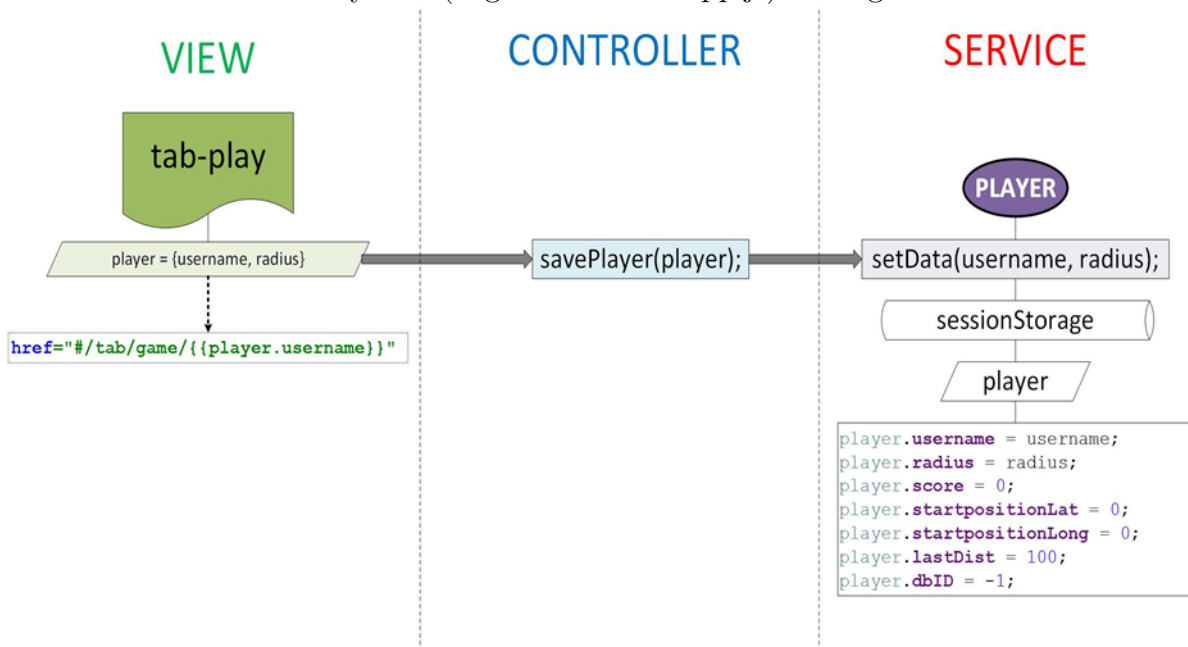 VIEW
CONTROLLER
SERVICE
tab-play
PLAYER
player = {username, radius}
savePlayer(player);
setData(username, radius);
sessionStorage
href="#/tab/game/{{player.username}}"
player
player.username = username;
player.radius = radius;
player.score = 0;
player.startpositionLat = 0;
player.startpositionLong = 0;
player.lastDist = 100;
player.dbID = -1;